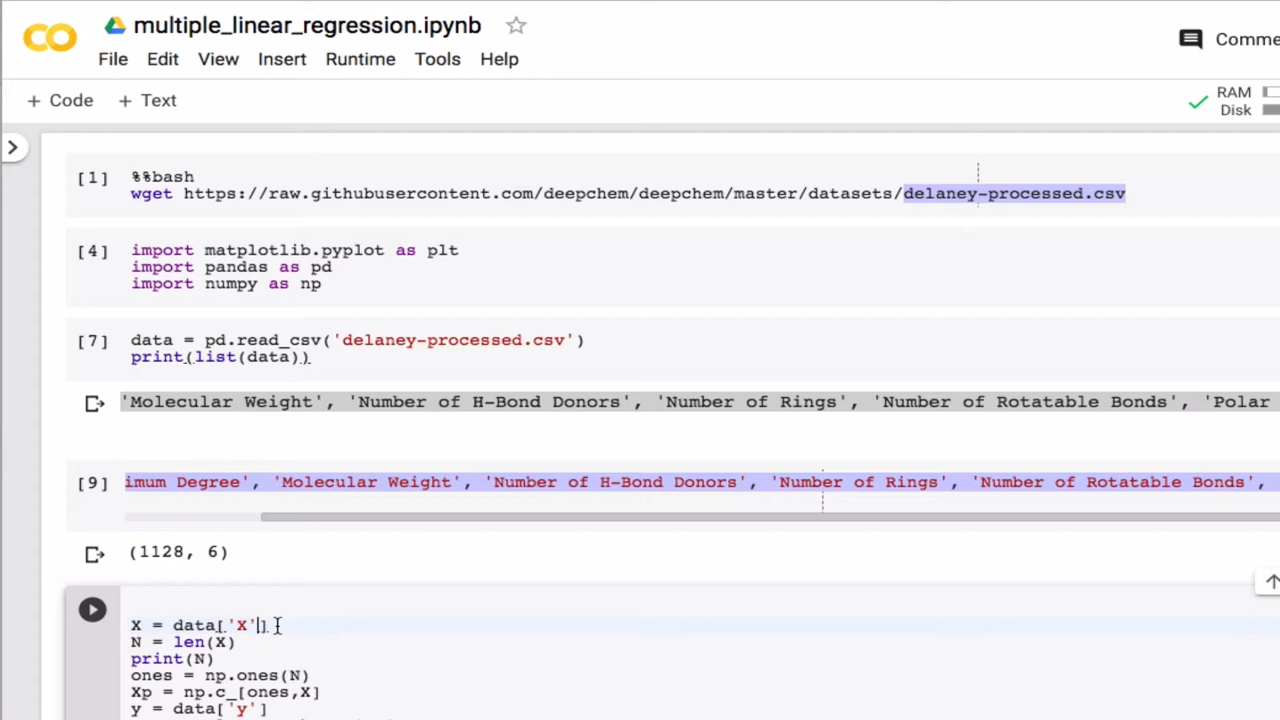 multiple_linear_regression.ipynb
File Edit View Insert Runtime Tools Help
Comme
+ Code + Text
RAM
Disk
[1] %%bash
wget https://raw.githubusercontent.com/deepchem/deepchem/master/datasets/delaney-processed.csv
[4] import matplotlib.pyplot as plt
import pandas as pd
import numpy as np
[7] data = pd.read_csv('delaney-processed.csv')
print(list(data))
'Molecular Weight', 'Number of H-Bond Donors', 'Number of Rings', 'Number of Rotatable Bonds', 'Polar
[9] imum Degree', 'Molecular Weight', 'Number of H-Bond Donors', 'Number of Rings', 'Number of Rotatable Bonds',
(1128, 6)
X = data['X']
N = len(X)
print(N)
ones = np.ones(N)
Xp = np.c_[ones,X]
y = data['y']